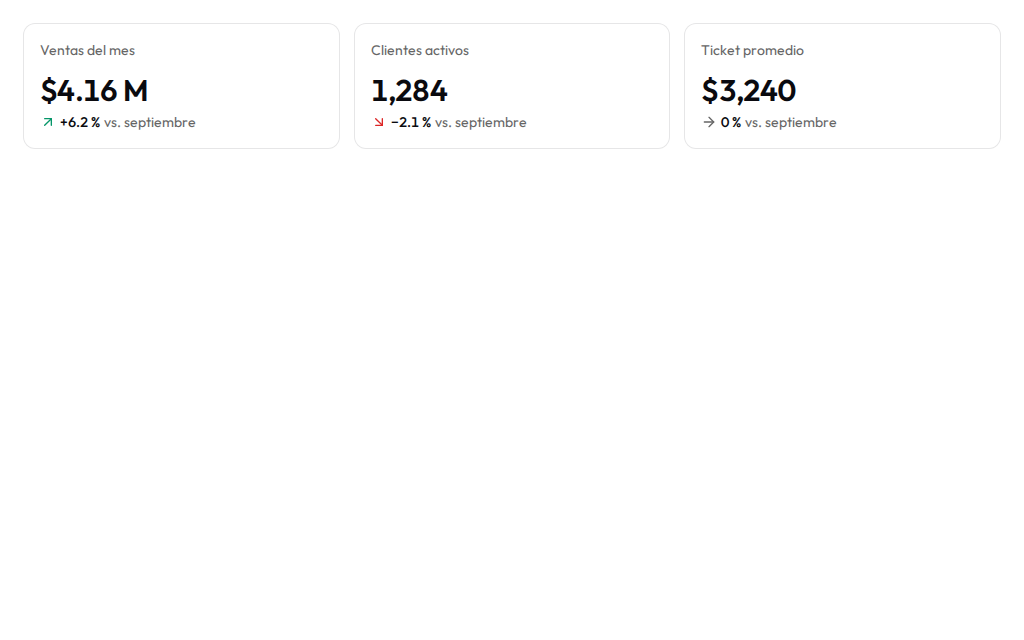 Ventas del mes
$4.16 M
+6.2 % vs. septiembre
Clientes activos
1,284
−2.1 % vs. septiembre
Ticket promedio
$3,240
0 % vs. septiembre